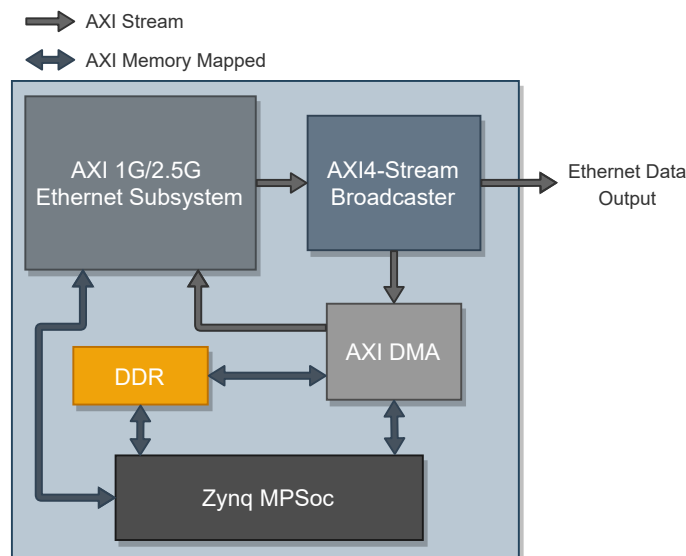 AXI Stream
AXI Memory Mapped
AXI 1G/2.5G
Ethernet Subsystem
AXI4-Stream
Broadcaster
Ethernet Data
Output
AXI DMA
DDR
Zynq MPSoc